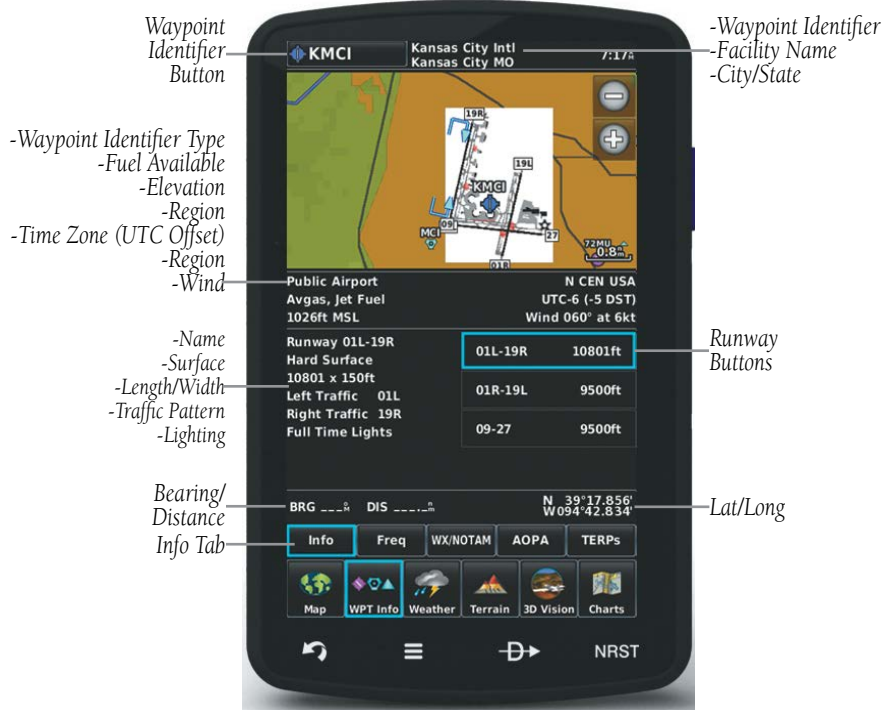 Waypoint
Identifier
Button
-Waypoint Identifier
-Facility Name
-City/State
KMCI
Kansas City Intl
Kansas City MO
7:17
-Waypoint Identifier Type
-Fuel Available
-Elevation
-Region
-Time Zone (UTC Offset)
-Region
-Wind
19R
19L
KMCI
09
MCI
27
01R
72MU
0.8
Public Airport
N CEN USA
Avgas, Jet Fuel
UTC-6 (-5 DST)
1026ft MSL
Wind 060° at 6kt
-Name
-Surface
-Length/Width
-Traffic Pattern
-Lighting
Runway 01L-19R
Hard Surface
10801 x 150ft
Left Traffic 01L
Right Traffic 19R
Full Time Lights
01L-19R 10801ft
01R-19L 9500ft
09-27 9500ft
Runway
Buttons
Bearing/
Distance
BRG ___°M
DIS __._nm
N 39°17.856'
W094°42.834'
Lat/Long
Info Tab
Info
Freq
WX/NOTAM
AOPA
TERPs
Map
WPT Info
Weather
Terrain
3D Vision
Charts
D
NRST